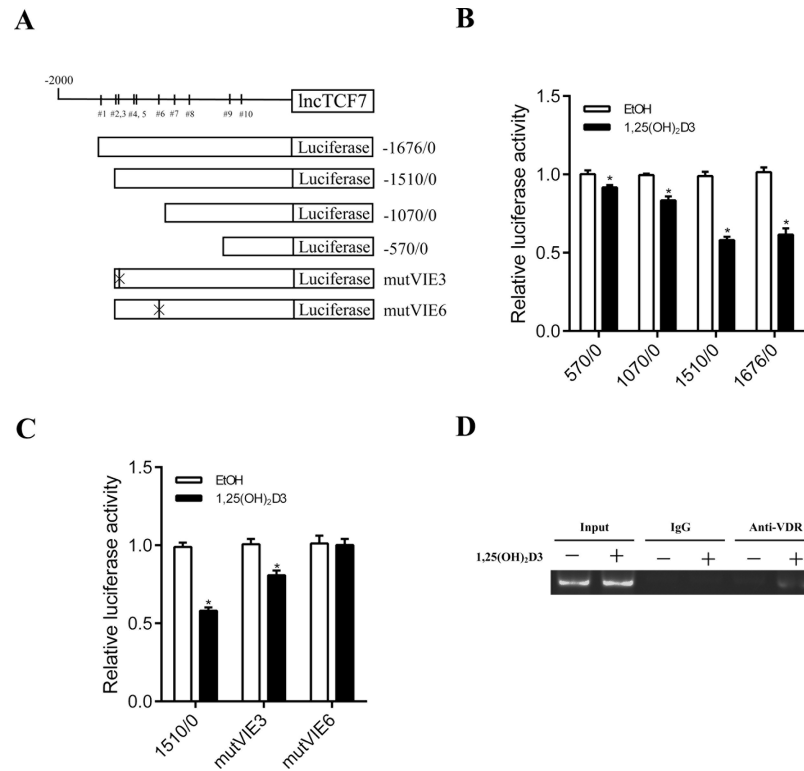 A
-2000
lncTCF7
#1 #2,3 #4, 5 #6 #7 #8 #9 #10
Luciferase -1676/0
Luciferase -1510/0
Luciferase -1070/0
Luciferase -570/0
Luciferase mutVIE3
Luciferase mutVIE6
B
Relative luciferase activity
1.5
1.0
0.5
0.0
EtOH
1,25(OH)₂D3
* * * *
570/0 1070/0 1510/0 1676/0
C
Relative luciferase activity
1.5
1.0
0.5
0.0
EtOH
1,25(OH)₂D3
* *
1510/0 mutVIE3 mutVIE6
D
Input IgG Anti-VDR
1,25(OH)₂D3 − + − + − +